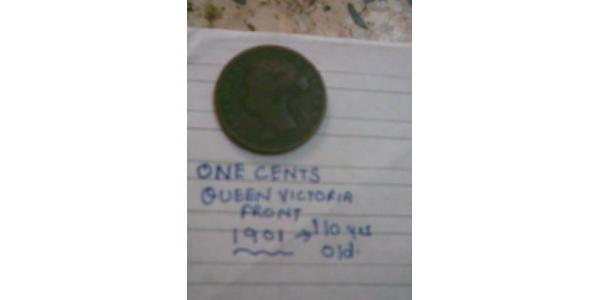 ONE CENTS
QUEEN VICTORIA
FRONT
1901 → 110 yrs
old.